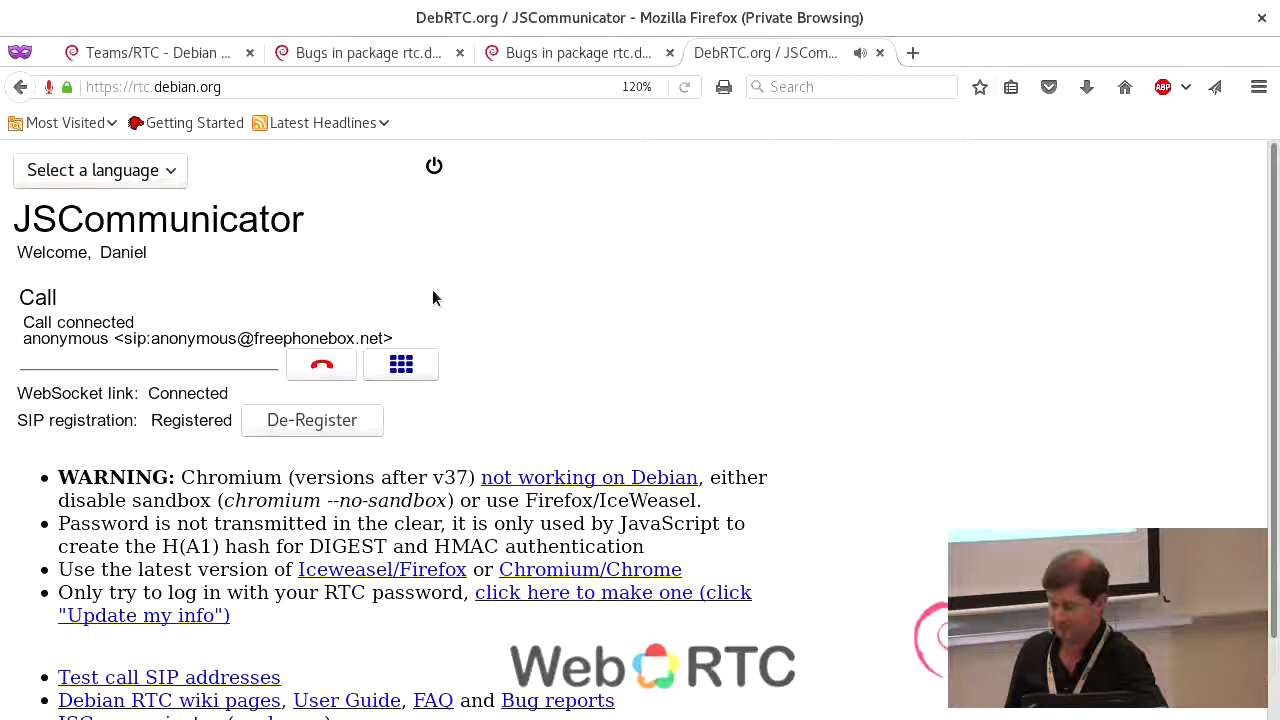 DebRTC.org / JSCommunicator - Mozilla Firefox (Private Browsing)
Teams/RTC - Debian ...
Bugs in package rtc.d...
Bugs in package rtc.d...
DebRTC.org / JSCom...
https://rtc.debian.org
120%
Search
ABP
Most Visited
Getting Started
Latest Headlines
Select a language
JSCommunicator
Welcome, Daniel
Call
Call connected
anonymous <sip:anonymous@freephonebox.net>
WebSocket link: Connected
SIP registration: Registered De-Register
WARNING: Chromium (versions after v37) not working on Debian, either
disable sandbox (chromium --no-sandbox) or use Firefox/IceWeasel.
Password is not transmitted in the clear, it is only used by JavaScript to
create the H(A1) hash for DIGEST and HMAC authentication
Use the latest version of Iceweasel/Firefox or Chromium/Chrome
Only try to log in with your RTC password, click here to make one (click
"Update my info")
Web RTC
Test call SIP addresses
Debian RTC wiki pages, User Guide, FAQ and Bug reports